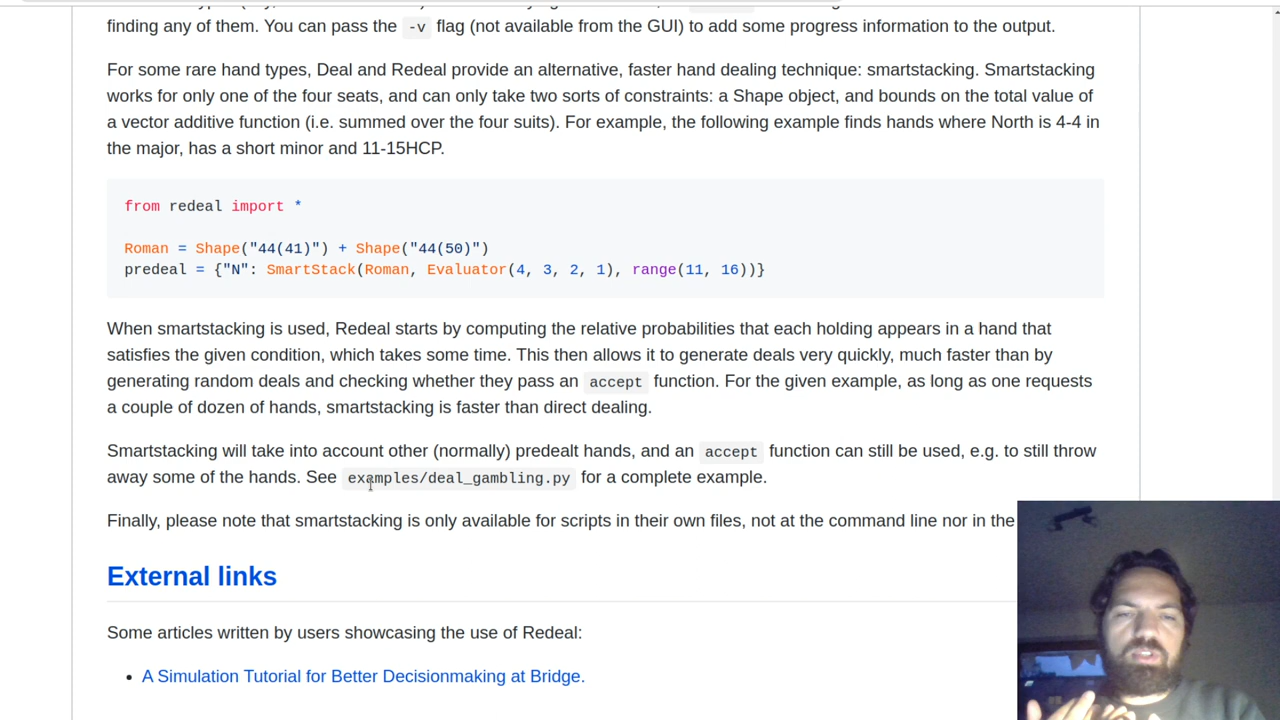 finding any of them. You can pass the -v flag (not available from the GUI) to add some progress information to the output.
For some rare hand types, Deal and Redeal provide an alternative, faster hand dealing technique: smartstacking. Smartstacking
works for only one of the four seats, and can only take two sorts of constraints: a Shape object, and bounds on the total value of
a vector additive function (i.e. summed over the four suits). For example, the following example finds hands where North is 4-4 in
the major, has a short minor and 11-15HCP.
from redeal import *
Roman = Shape("44(41)") + Shape("44(50)")
predeal = {"N": SmartStack(Roman, Evaluator(4, 3, 2, 1), range(11, 16))}
When smartstacking is used, Redeal starts by computing the relative probabilities that each holding appears in a hand that
satisfies the given condition, which takes some time. This then allows it to generate deals very quickly, much faster than by
generating random deals and checking whether they pass an accept function. For the given example, as long as one requests
a couple of dozen of hands, smartstacking is faster than direct dealing.
Smartstacking will take into account other (normally) predealt hands, and an accept function can still be used, e.g. to still throw
away some of the hands. See examples/deal_gambling.py for a complete example.
Finally, please note that smartstacking is only available for scripts in their own files, not at the command line nor in the
External links
Some articles written by users showcasing the use of Redeal:
• A Simulation Tutorial for Better Decisionmaking at Bridge.